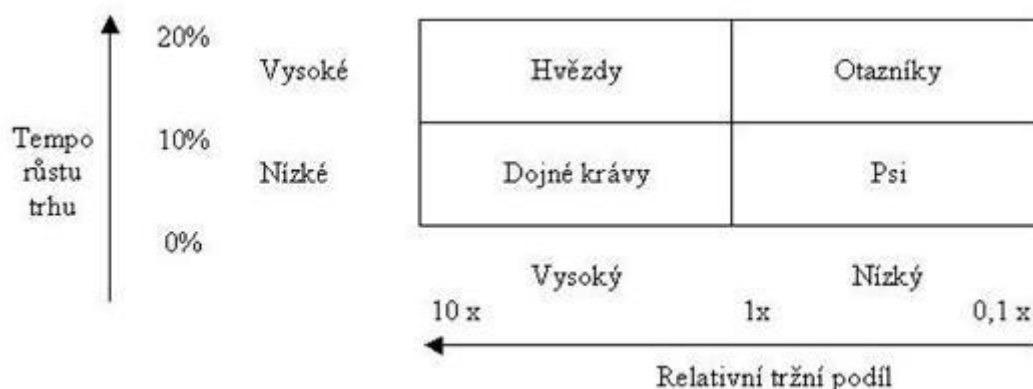 20%
Vysoké
Hvězdy
Otazníky
Tempo
růstu
trhu
10%
Nízké
Dojné krávy
Psi
0%
Vysoký
Nízký
10 x
1x
0,1 x
Relativní tržní podíl